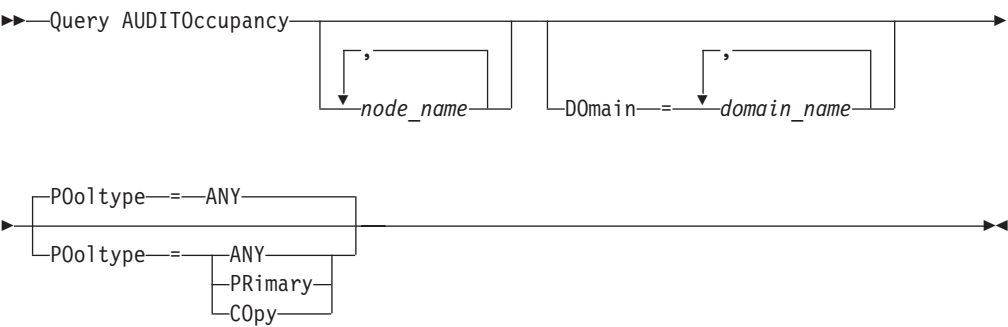 Query AUDITOccupancy
, ,
node_name DOmain = domain_name
POoltype = ANY
POoltype = ANY
PRimary
COpy